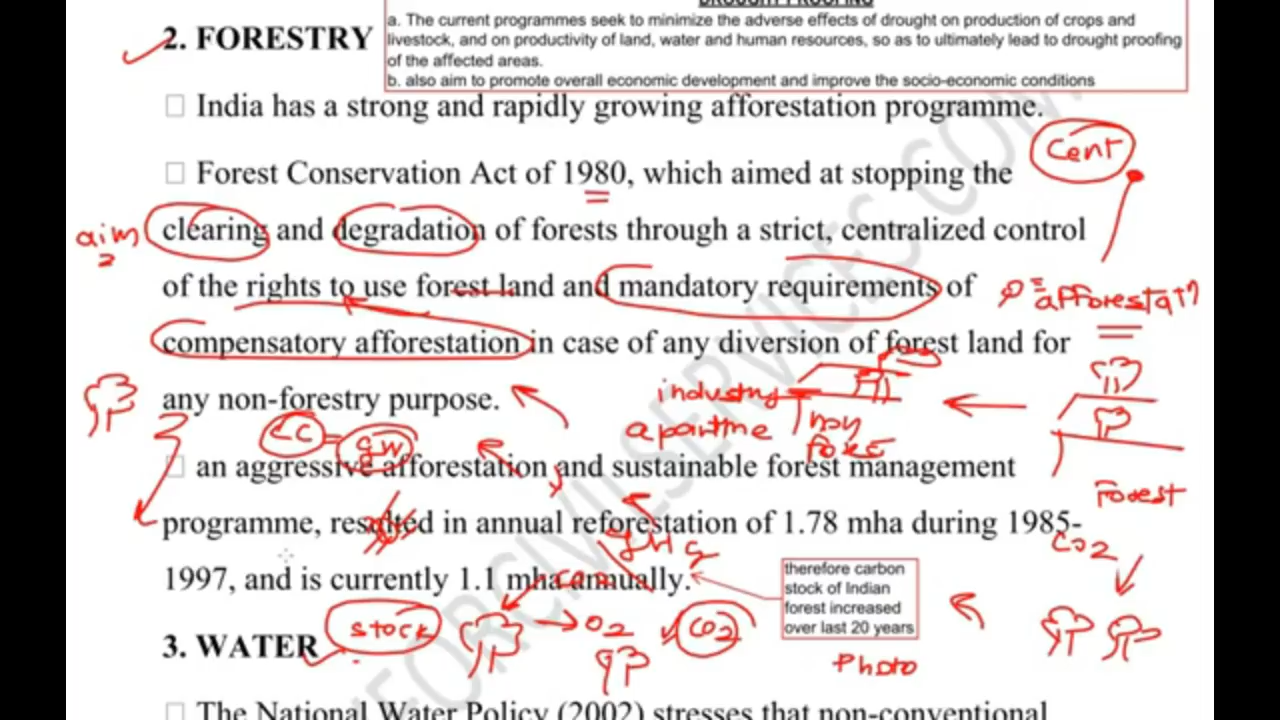 DROUGHT PROOFING
a. The current programmes seek to minimize the adverse effects of drought on production of crops and
livestock, and on productivity of land, water and human resources, so as to ultimately lead to drought proofing
of the affected areas.
b. also aim to promote overall economic development and improve the socio-economic conditions
2. FORESTRY
India has a strong and rapidly growing afforestation programme.
Cent
Forest Conservation Act of 1980, which aimed at stopping the
aim
clearing and degradation of forests through a strict, centralized control
of the rights to use forest land and mandatory requirements of
compensatory afforestation in case of any diversion of forest land for
industry
any non-forestry purpose.
CC = GW
an aggressive afforestation and sustainable forest management
Forest
programme, resulted in annual reforestation of 1.78 mha during 1985-
CO2
GHG
1997, and is currently 1.1 mha annually.
therefore carbon
stock of Indian
forest increased
over last 20 years
stock
O2
CO2
3. WATER
Photo
The National Water Policy (2002) stresses that non-conventional
FORCIVILSERVICES.COM